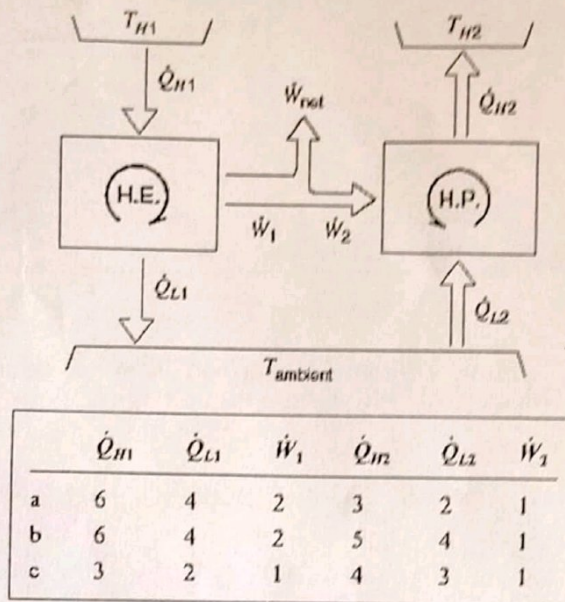 T_H1 T_H2
Q̇_H1 Ẇ_net Q̇_H2
H.E. H.P.
Ẇ_1 Ẇ_2
Q̇_L1 Q̇_L2
T_ambient
Q̇_H1 Q̇_L1 Ẇ_1 Q̇_H2 Q̇_L2 Ẇ_2
a 6 4 2 3 2 1
b 6 4 2 5 4 1
c 3 2 1 4 3 1